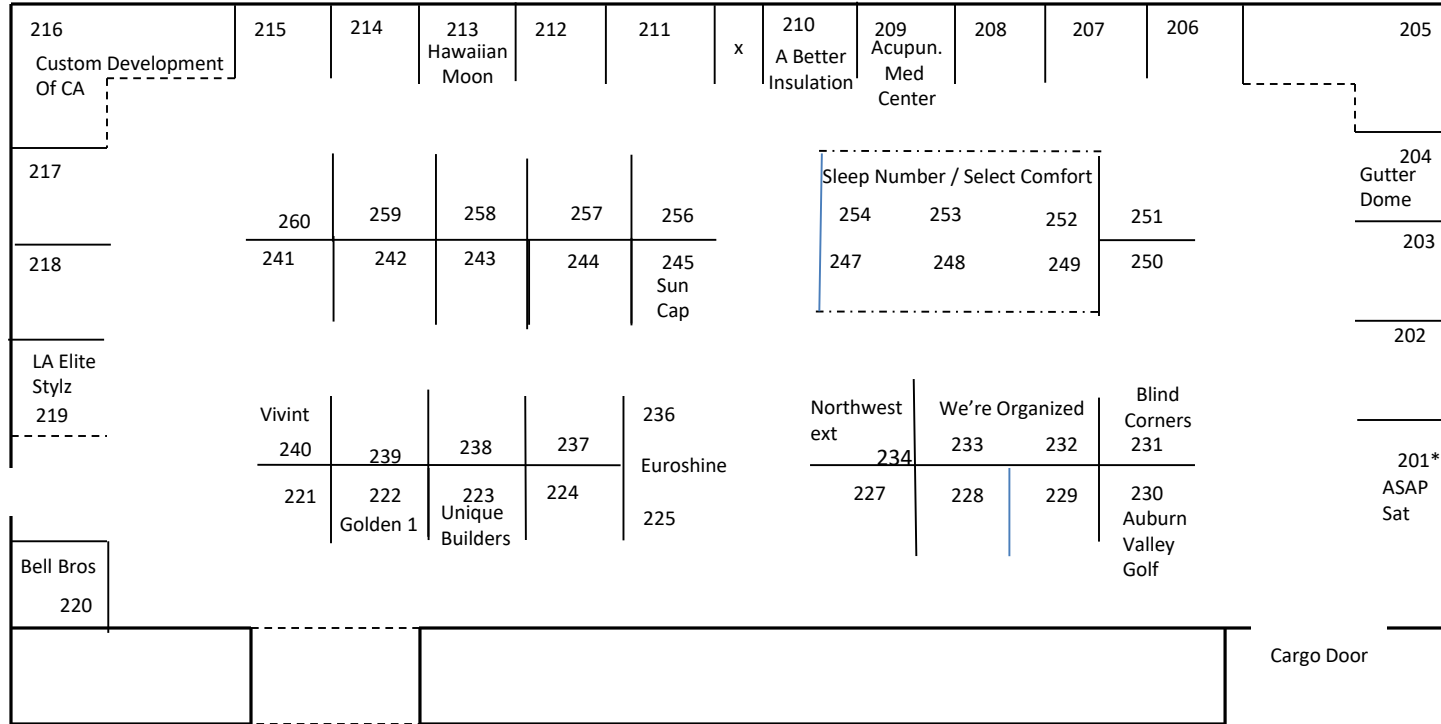 216
215
214
213
212
211
210
209
208
207
206
205
Custom Development
Of CA
Hawaiian
Moon
x
A Better
Insulation
Acupun.
Med
Center
217
204
Gutter
Dome
Sleep Number / Select Comfort
260
259
258
257
256
254
253
252
251
218
241
242
243
244
245
Sun
Cap
247
248
249
250
203
202
LA Elite
Stylz
219
Vivint
240
239
238
237
236
Euroshine
Northwest
ext
234
We're Organized
233
232
Blind
Corners
231
201*
ASAP
Sat
221
222
Golden 1
223
Unique
Builders
224
225
227
228
229
230
Auburn
Valley
Golf
Bell Bros
220
Cargo Door